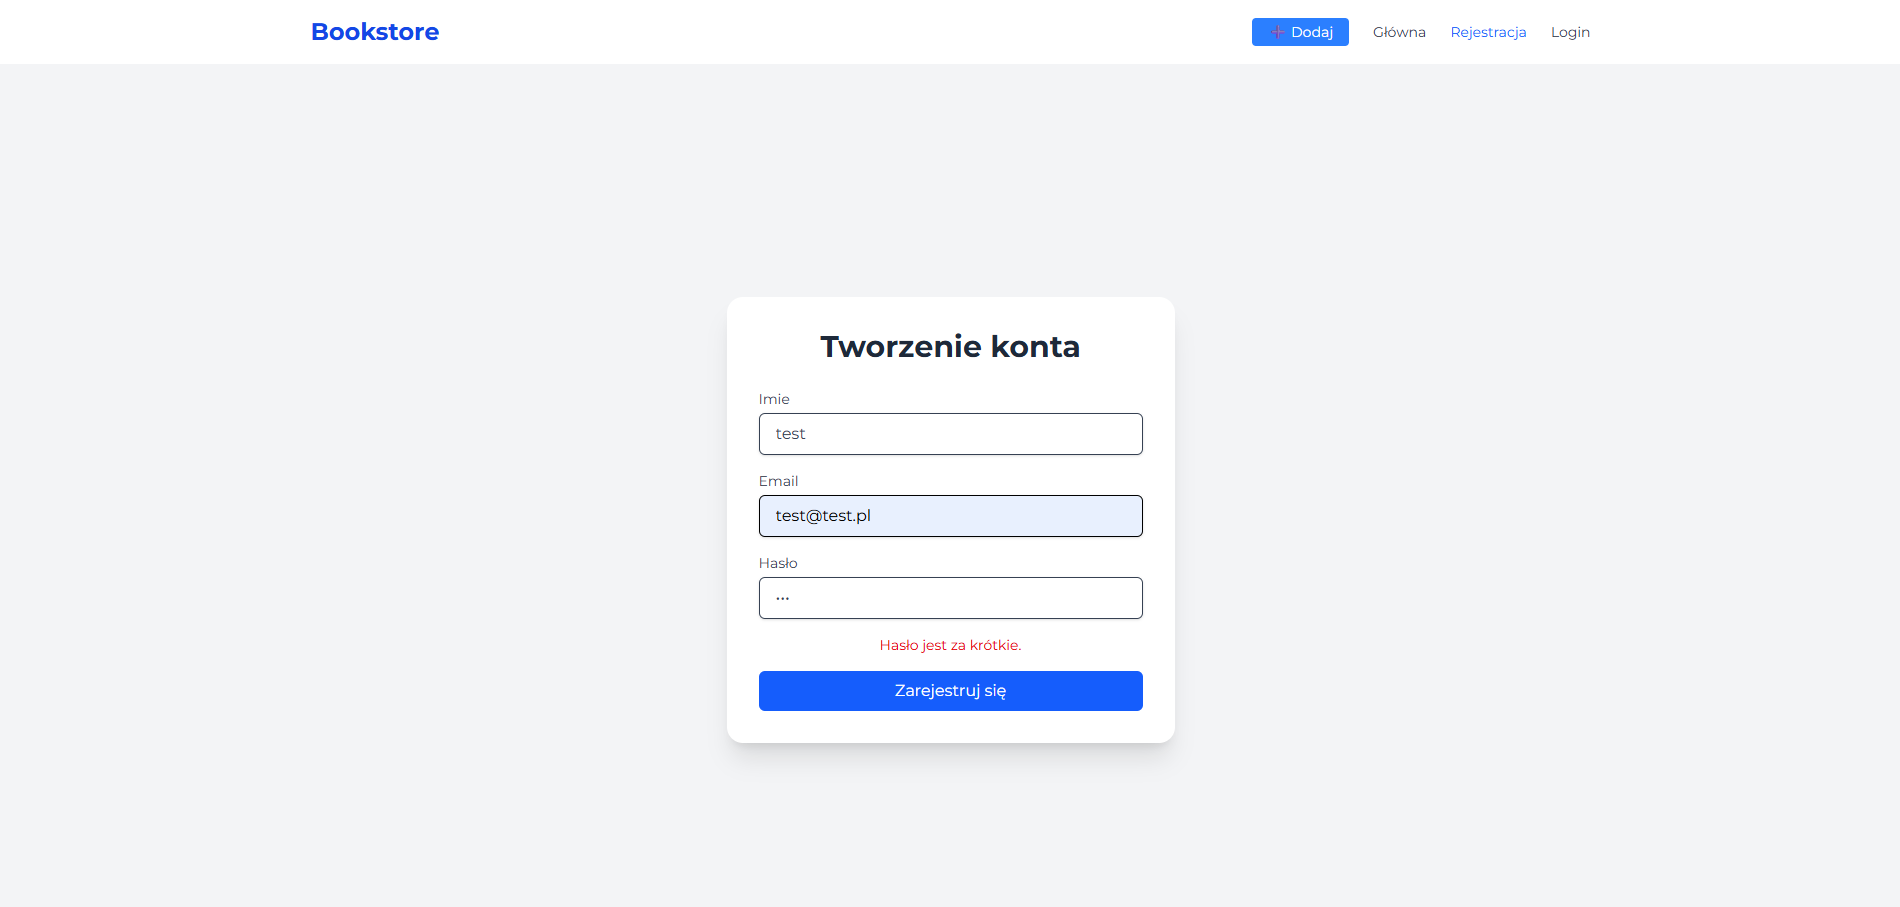 Bookstore
Dodaj
Główna
Rejestracja
Login
Tworzenie konta
Imie
test
Email
test@test.pl
Hasło
•••
Hasło jest za krótkie.
Zarejestruj się